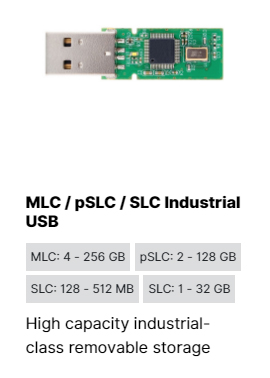 MLC / pSLC / SLC Industrial
USB
MLC: 4 - 256 GB
pSLC: 2 - 128 GB
SLC: 128 - 512 MB
SLC: 1 - 32 GB
High capacity industrial-
class removable storage